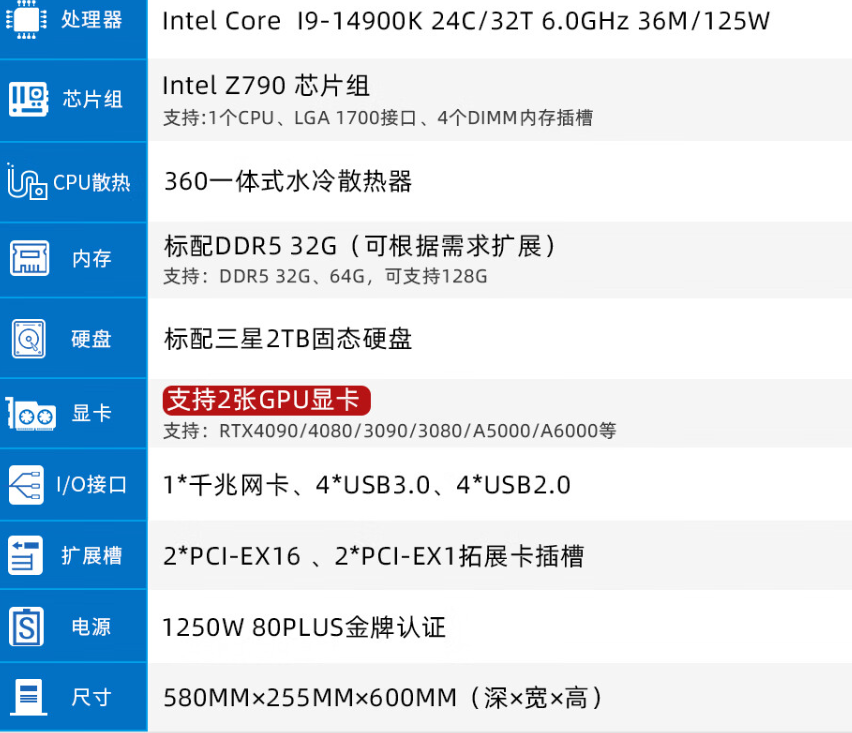 处理器
Intel Core I9-14900K 24C/32T 6.0GHz 36M/125W
芯片组
Intel Z790 芯片组
支持:1个CPU、LGA 1700接口、4个DIMM内存插槽
CPU散热
360一体式水冷散热器
内存
标配DDR5 32G（可根据需求扩展）
支持：DDR5 32G、64G，可支持128G
硬盘
标配三星2TB固态硬盘
显卡
支持2张GPU显卡
支持：RTX4090/4080/3090/3080/A5000/A6000等
I/O接口
1*千兆网卡、4*USB3.0、4*USB2.0
扩展槽
2*PCI-EX16 、2*PCI-EX1拓展卡插槽
电源
1250W 80PLUS金牌认证
尺寸
580MM×255MM×600MM（深×宽×高）